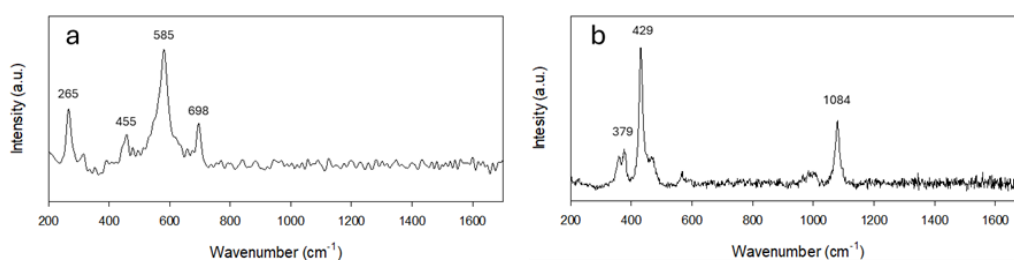 a
585
265
455
698
Intensity (a.u.)
200 400 600 800 1000 1200 1400 1600
Wavenumber (cm⁻¹)
b
429
379
1084
Intesity (a.u.)
200 400 600 800 1000 1200 1400 1600
Wavenumber (cm⁻¹)